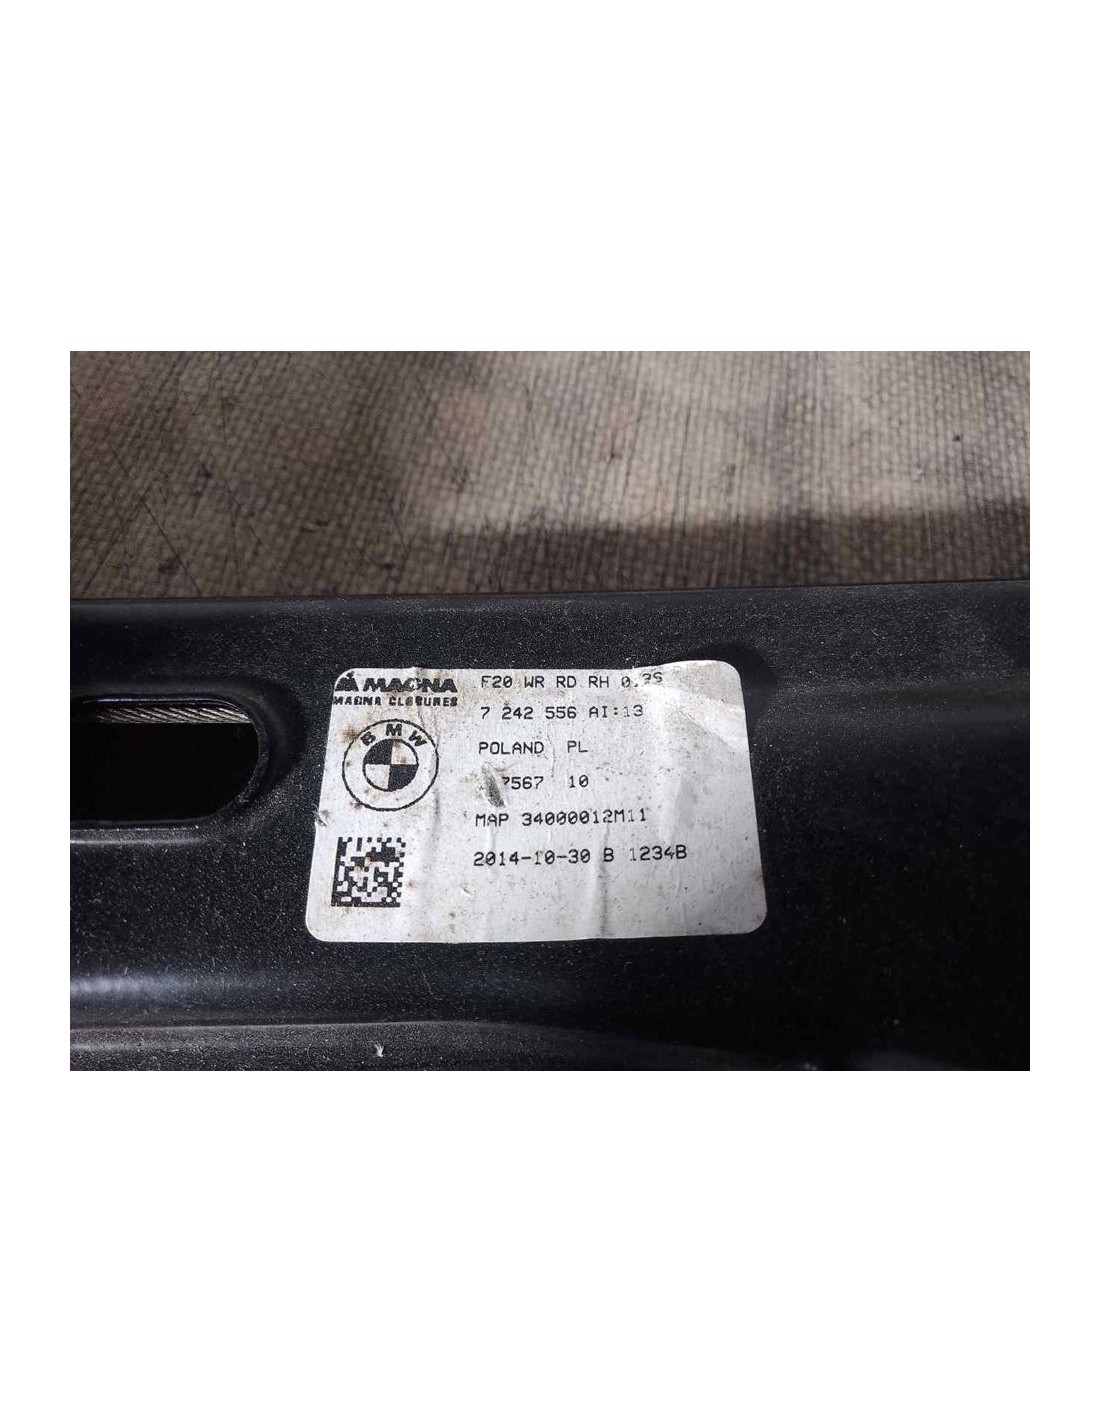 MAGNA
MAGNA CLOSURES
BMW
F20 WR RD RH
7 242 556 AI:13
POLAND PL
7567 10
MAP 34000012M11
2014-10-30 B 1234B